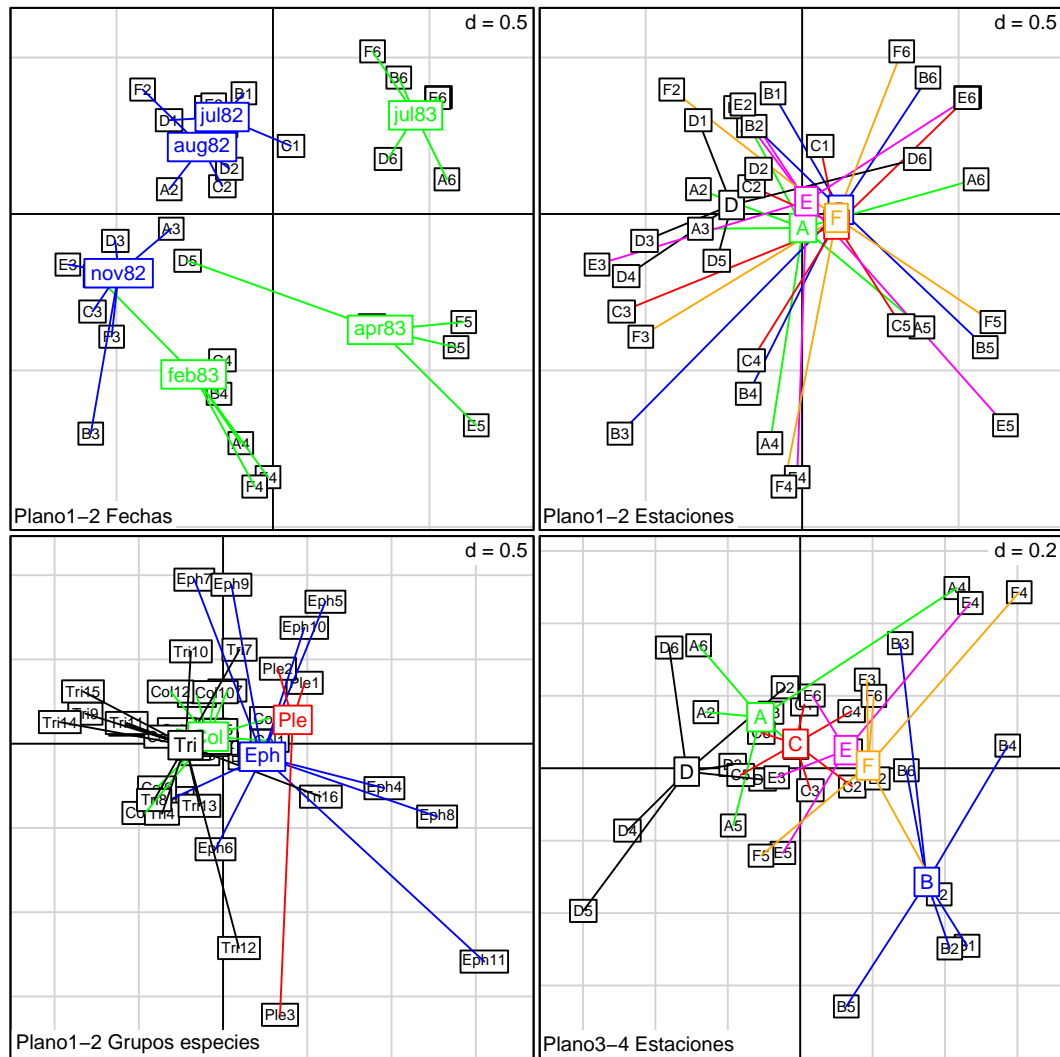 d = 0.5
F6
F2
B6
B1
jul82
jul83
D1
aug82
C1
D6
D2
A6
A2
C2
A3
D3
D5
E3
nov82
C3
F3
apr83
F5
B5
C4
feb83
B4
B3
E5
A4
F4
Plano1−2 Fechas
d = 0.5
F6
B6
F2
B1
E6
E2
D1
B2
C1
D6
D2
A6
A2
C2
D
E
A3
A
F
D3
D5
E3
D4
C3
F3
C5
A5
F5
B5
C4
B4
B3
E5
A4
F4
Plano1−2 Estaciones
d = 0.5
Eph7
Eph9
Eph5
Eph10
Tri10
Tri7
Ple2
Ple1
Tri15
Col12
Col10
Tri9
Tri14
Tri11
Ple
Col
Tri
Eph
Eph4
Tri16
Tri8
Tri4
Tri13
Eph8
Eph6
Tri12
Eph11
Ple3
Plano1−2 Grupos especies
d = 0.2
A4
F4
E4
D6
A6
B3
D2
F3
E6
F6
A2
A
C4
C
E
B4
D
F
B6
E3
C3
C2
D4
A5
F5
E5
B
D5
B2
B5
Plano3−4 Estaciones